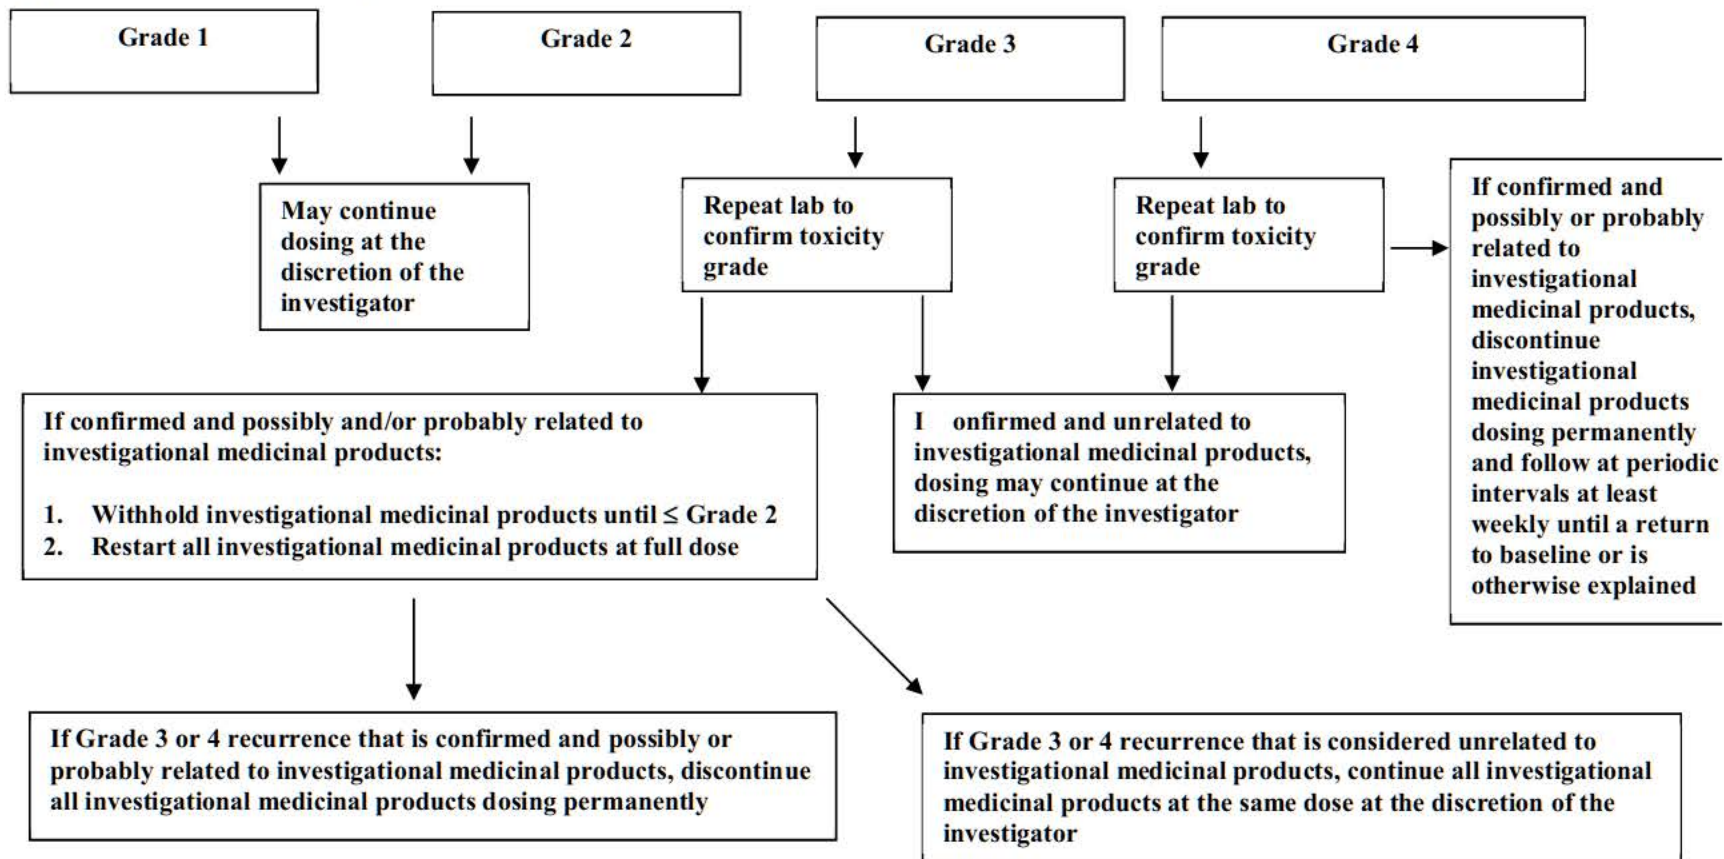 Grade 1
Grade 2
Grade 3
Grade 4
May continue
dosing at the
discretion of the
investigator
Repeat lab to
confirm toxicity
grade
Repeat lab to
confirm toxicity
grade
If confirmed and
possibly or probably
related to
investigational
medicinal products,
discontinue
investigational
medicinal products
dosing permanently
and follow at periodic
intervals at least
weekly until a return
to baseline or is
otherwise explained
If confirmed and possibly and/or probably related to
investigational medicinal products:
1. Withhold investigational medicinal products until ≤ Grade 2
2. Restart all investigational medicinal products at full dose
I onfirmed and unrelated to
investigational medicinal products,
dosing may continue at the
discretion of the investigator
If Grade 3 or 4 recurrence that is confirmed and possibly or
probably related to investigational medicinal products, discontinue
all investigational medicinal products dosing permanently
If Grade 3 or 4 recurrence that is considered unrelated to
investigational medicinal products, continue all investigational
medicinal products at the same dose at the discretion of the
investigator